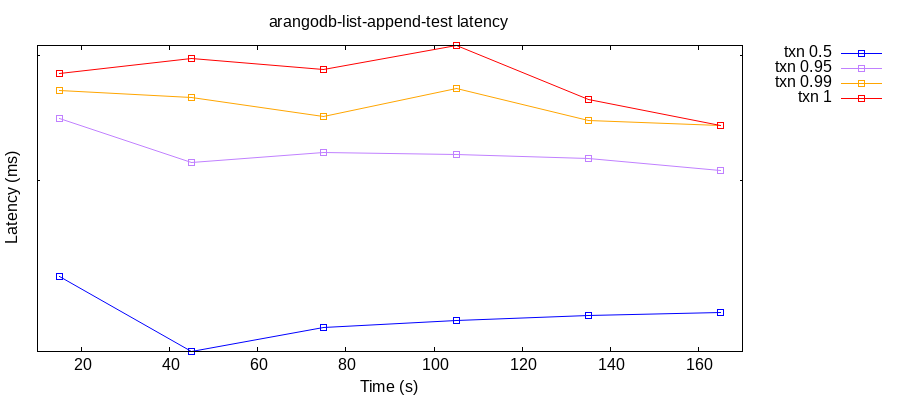 arangodb-list-append-test latency
txn 0.5
txn 0.95
txn 0.99
txn 1
Latency (ms)
20 40 60 80 100 120 140 160
Time (s)